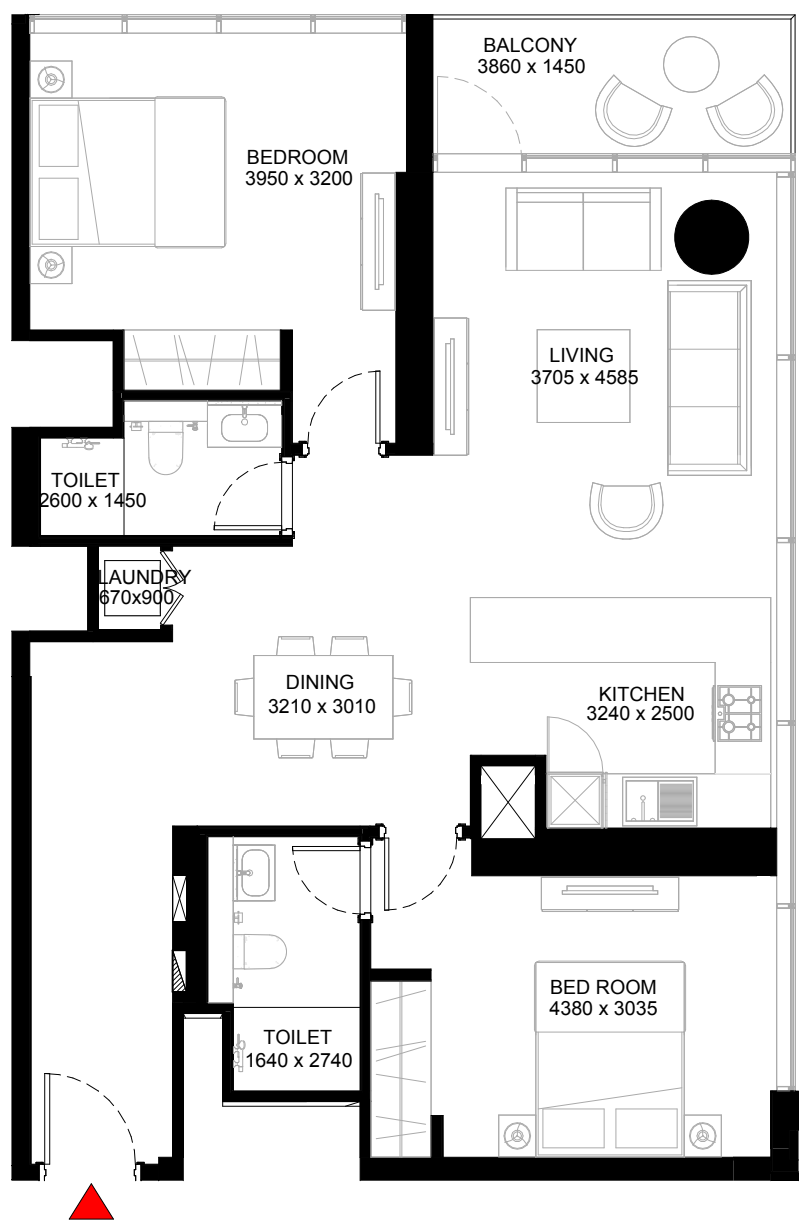 BALCONY
3860 x 1450
BEDROOM
3950 x 3200
LIVING
3705 x 4585
TOILET
2600 x 1450
LAUNDRY
670x900
DINING
3210 x 3010
KITCHEN
3240 x 2500
BED ROOM
4380 x 3035
TOILET
1640 x 2740